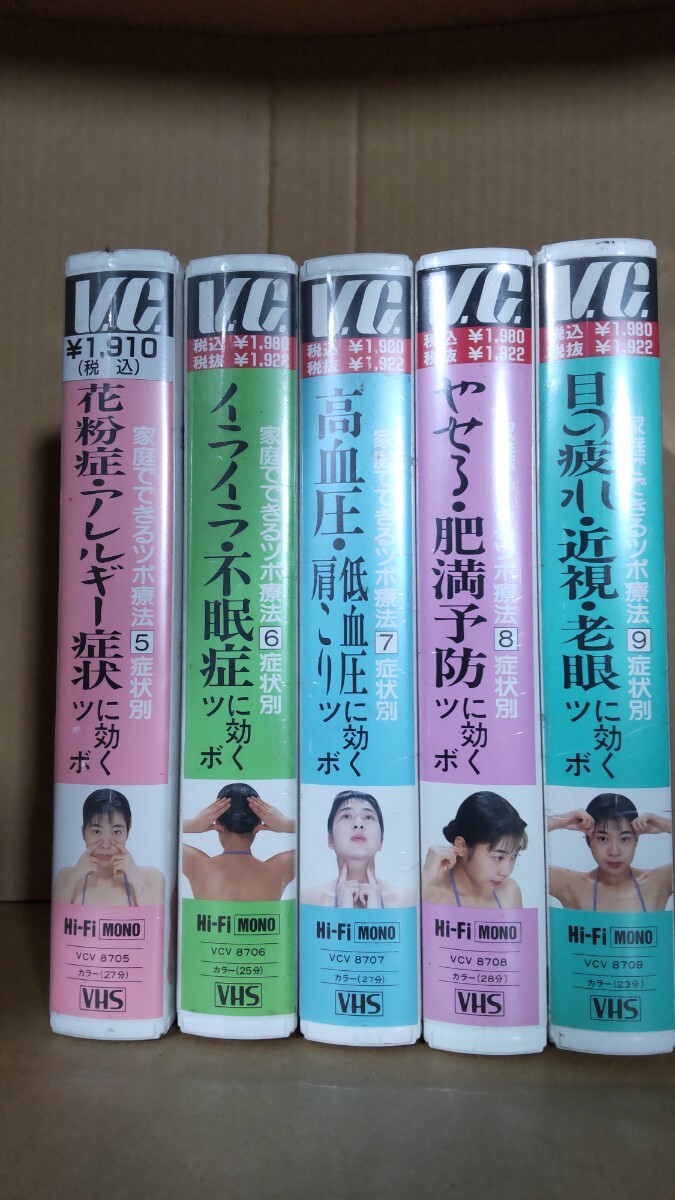 V.C.
¥1,910
(税込)
家庭でできるツボ療法 5 症状別
花粉症・アレルギー症状に効くツボ
Hi-Fi MONO
VCV 8705
カラー(27分)
VHS
V.C.
税込 ¥1,980
税抜 ¥1,922
家庭でできるツボ療法 6 症状別
イライラ・不眠症に効くツボ
Hi-Fi MONO
VCV 8706
カラー(25分)
VHS
V.C.
税込 ¥1,980
税抜 ¥1,922
家庭でできるツボ療法 7 症状別
高血圧・低血圧肩こりに効くツボ
Hi-Fi MONO
VCV 8707
カラー(27分)
VHS
V.C.
税込 ¥1,980
税抜 ¥1,922
ツボ療法 8 症状別
やせる・肥満予防に効くツボ
Hi-Fi MONO
VCV 8708
カラー(28分)
VHS
V.C.
税込 ¥1,980
税抜 ¥1,922
家庭でできるツボ療法 9 症状別
目の疲れ・近視・老眼に効くツボ
Hi-Fi MONO
VCV 8709
カラー(23分)
VHS